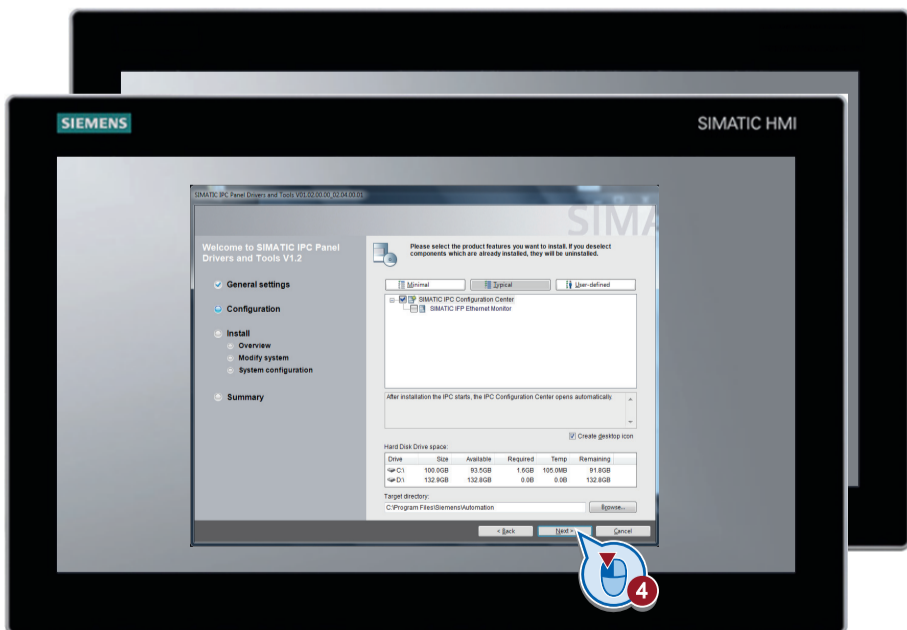 SIEMENS
SIMATIC HMI
SIMATIC IPC Panel Drivers and Tools V01.02.00.00_02.04.00.01
SIMA
Welcome to SIMATIC IPC Panel
Drivers and Tools V1.2
General settings
Configuration
Install
Overview
Modify system
System configuration
Summary
Please select the product features you want to install. If you deselect
components which are already installed, they will be uninstalled.
Minimal
Typical
User-defined
SIMATIC IPC Configuration Center
SIMATIC IFP Ethernet Monitor
After installation the IPC starts, the IPC Configuration Center opens automatically.
Create desktop icon
Hard Disk Drive space:
Drive Size Available Required Temp Remaining
C:\ 100.0GB 93.5GB 1.6GB 105.0MB 91.8GB
D:\ 132.9GB 132.8GB 0.0B 0.0B 132.8GB
Target directory:
C:\Program Files\Siemens\Automation
Browse...
< Back
Next >
Cancel
4